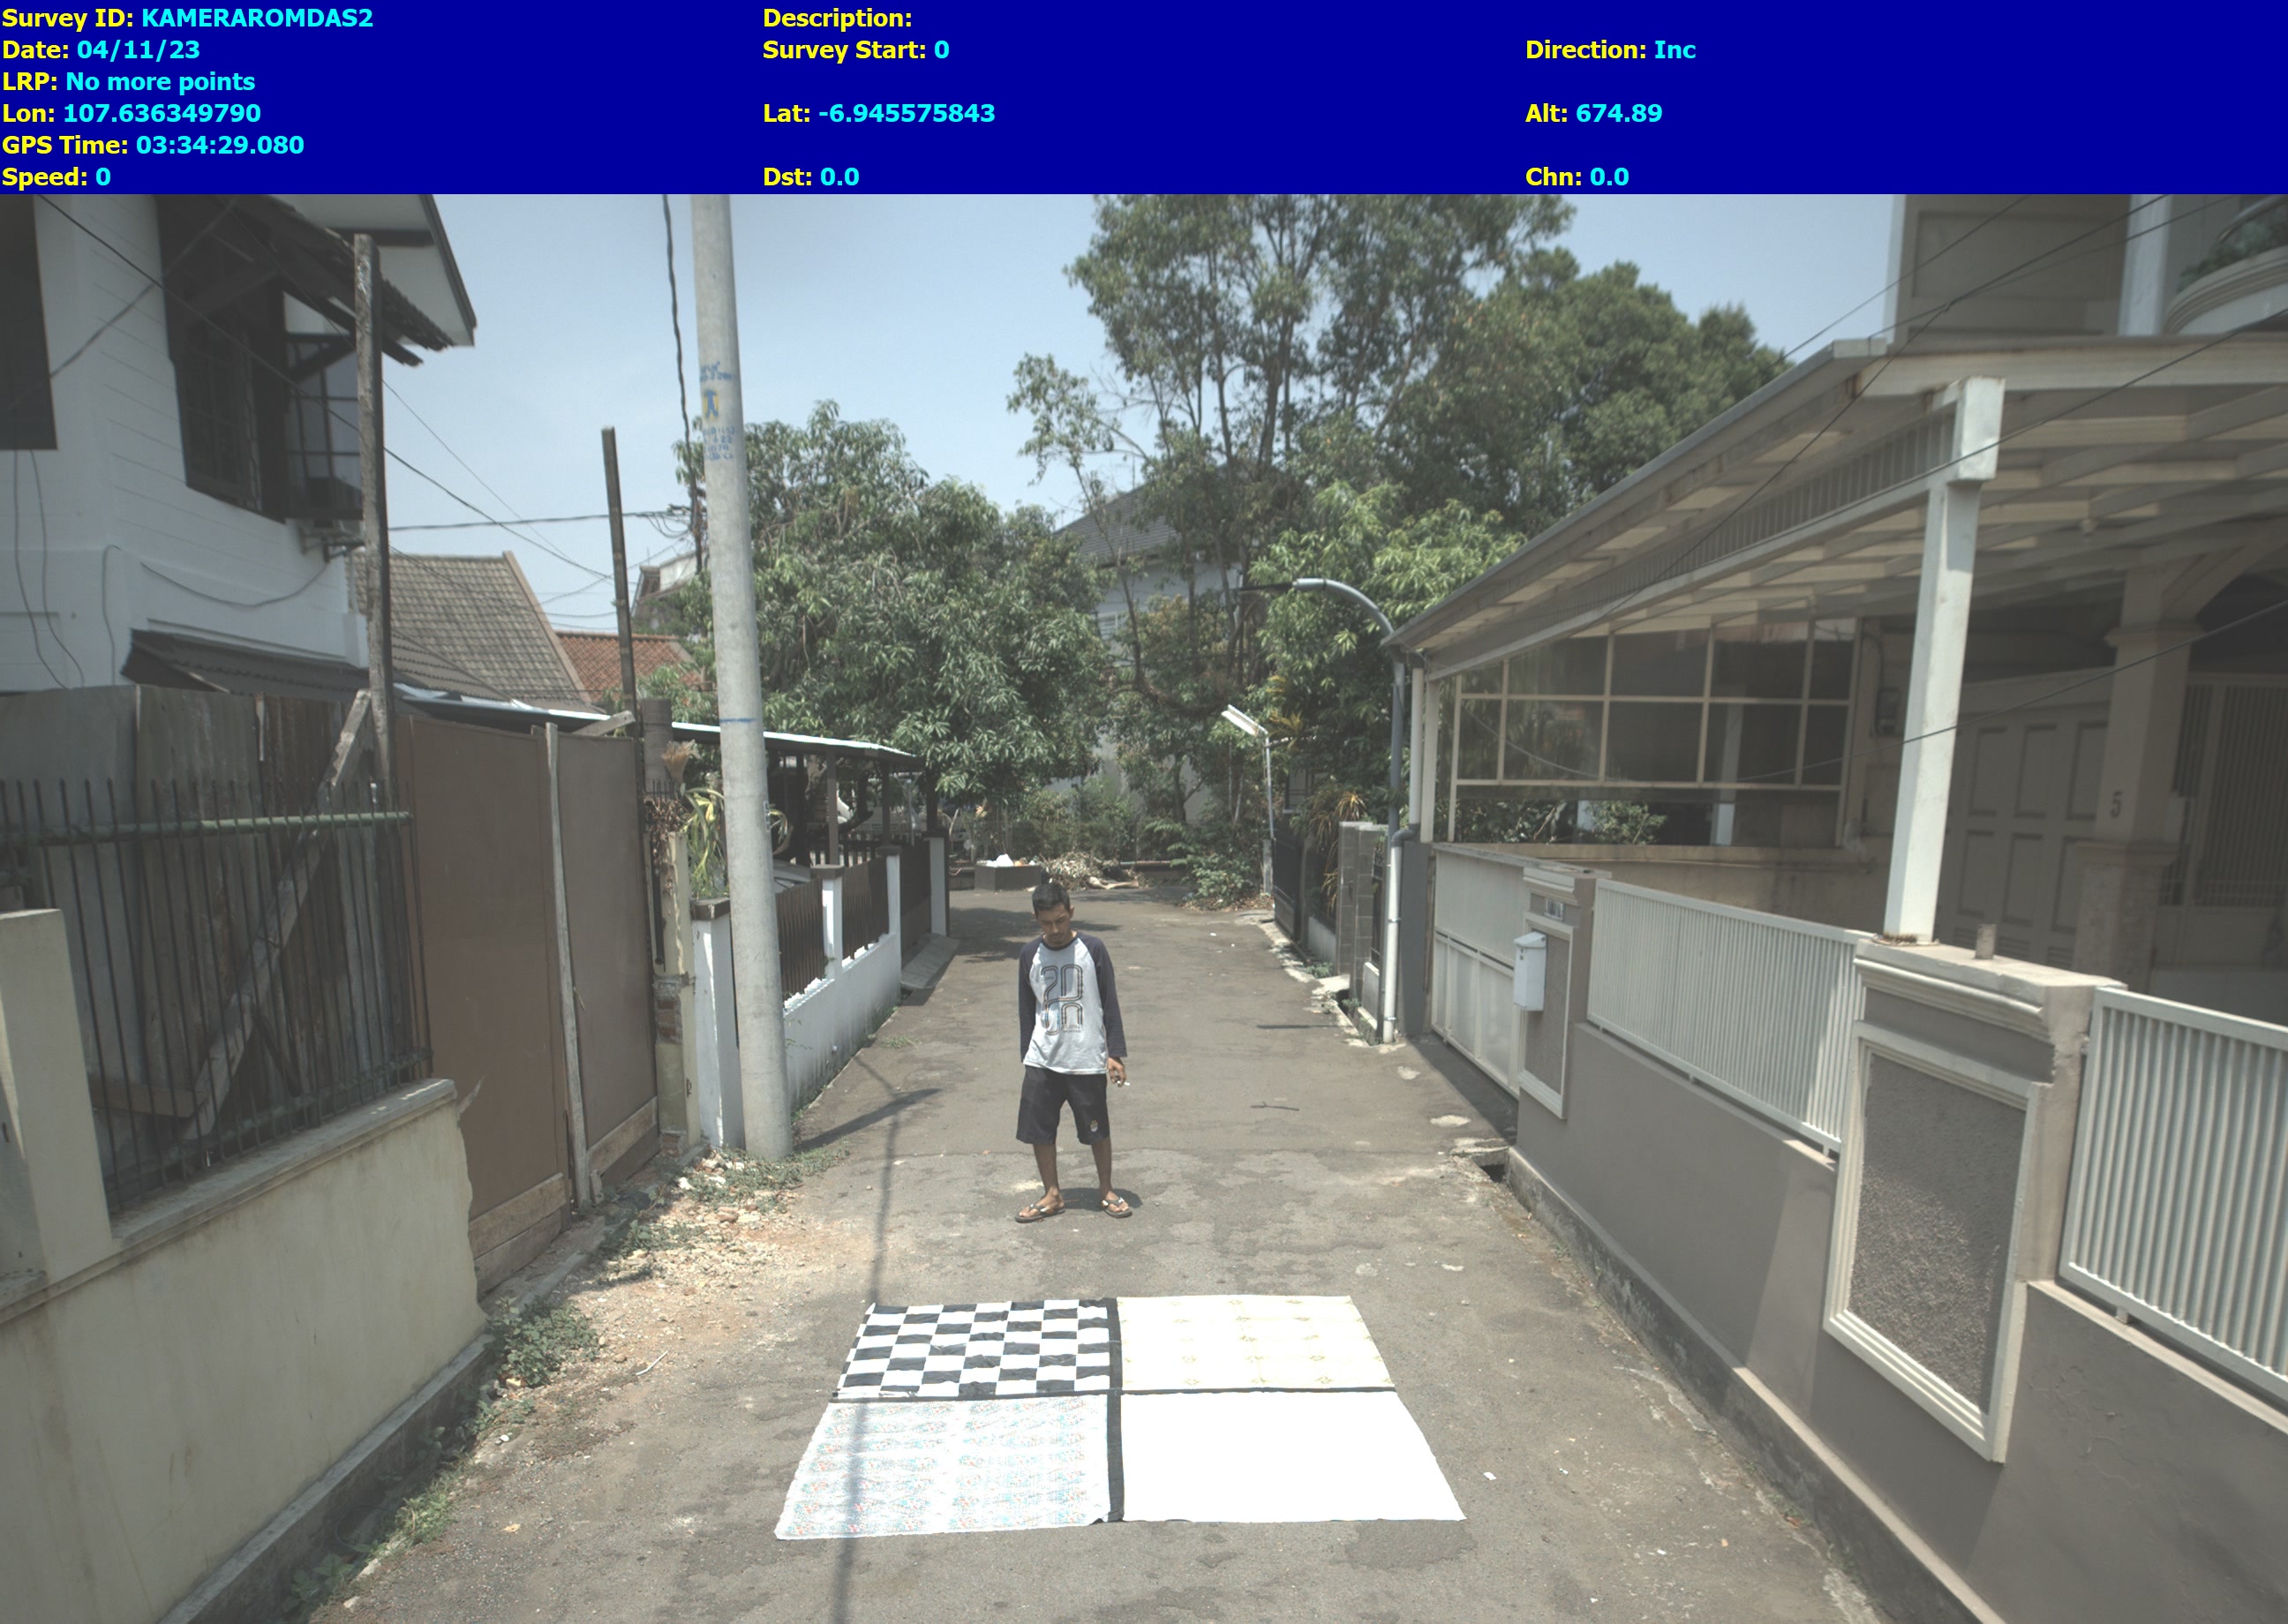 Survey ID: KAMERAROMDAS2
Description:
Date: 04/11/23
Survey Start: 0
Direction: Inc
LRP: No more points
Lon: 107.636349790
Lat: -6.945575843
Alt: 674.89
GPS Time: 03:34:29.080
Speed: 0
Dst: 0.0
Chn: 0.0
5